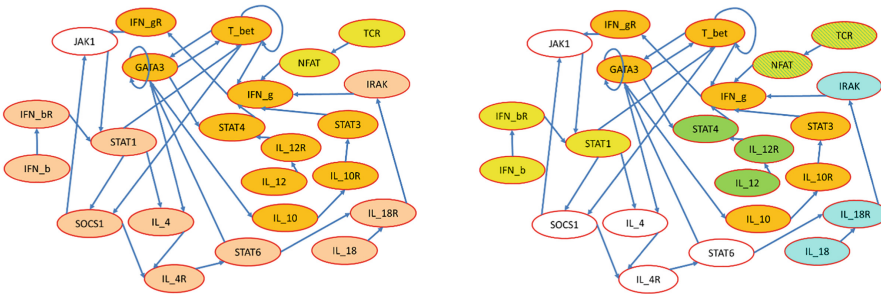 IFN_gR
T_bet
TCR
JAK1
GATA3
NFAT
IFN_g
IRAK
IFN_bR
STAT4
STAT3
STAT1
IL_12R
IFN_b
IL_12
IL_10R
SOCS1
IL_4
IL_10
IL_18R
STAT6
IL_18
IL_4R
IFN_gR
T_bet
TCR
JAK1
GATA3
NFAT
IFN_g
IRAK
IFN_bR
STAT4
STAT3
STAT1
IL_12R
IFN_b
IL_12
IL_10R
SOCS1
IL_4
IL_10
IL_18R
STAT6
IL_18
IL_4R